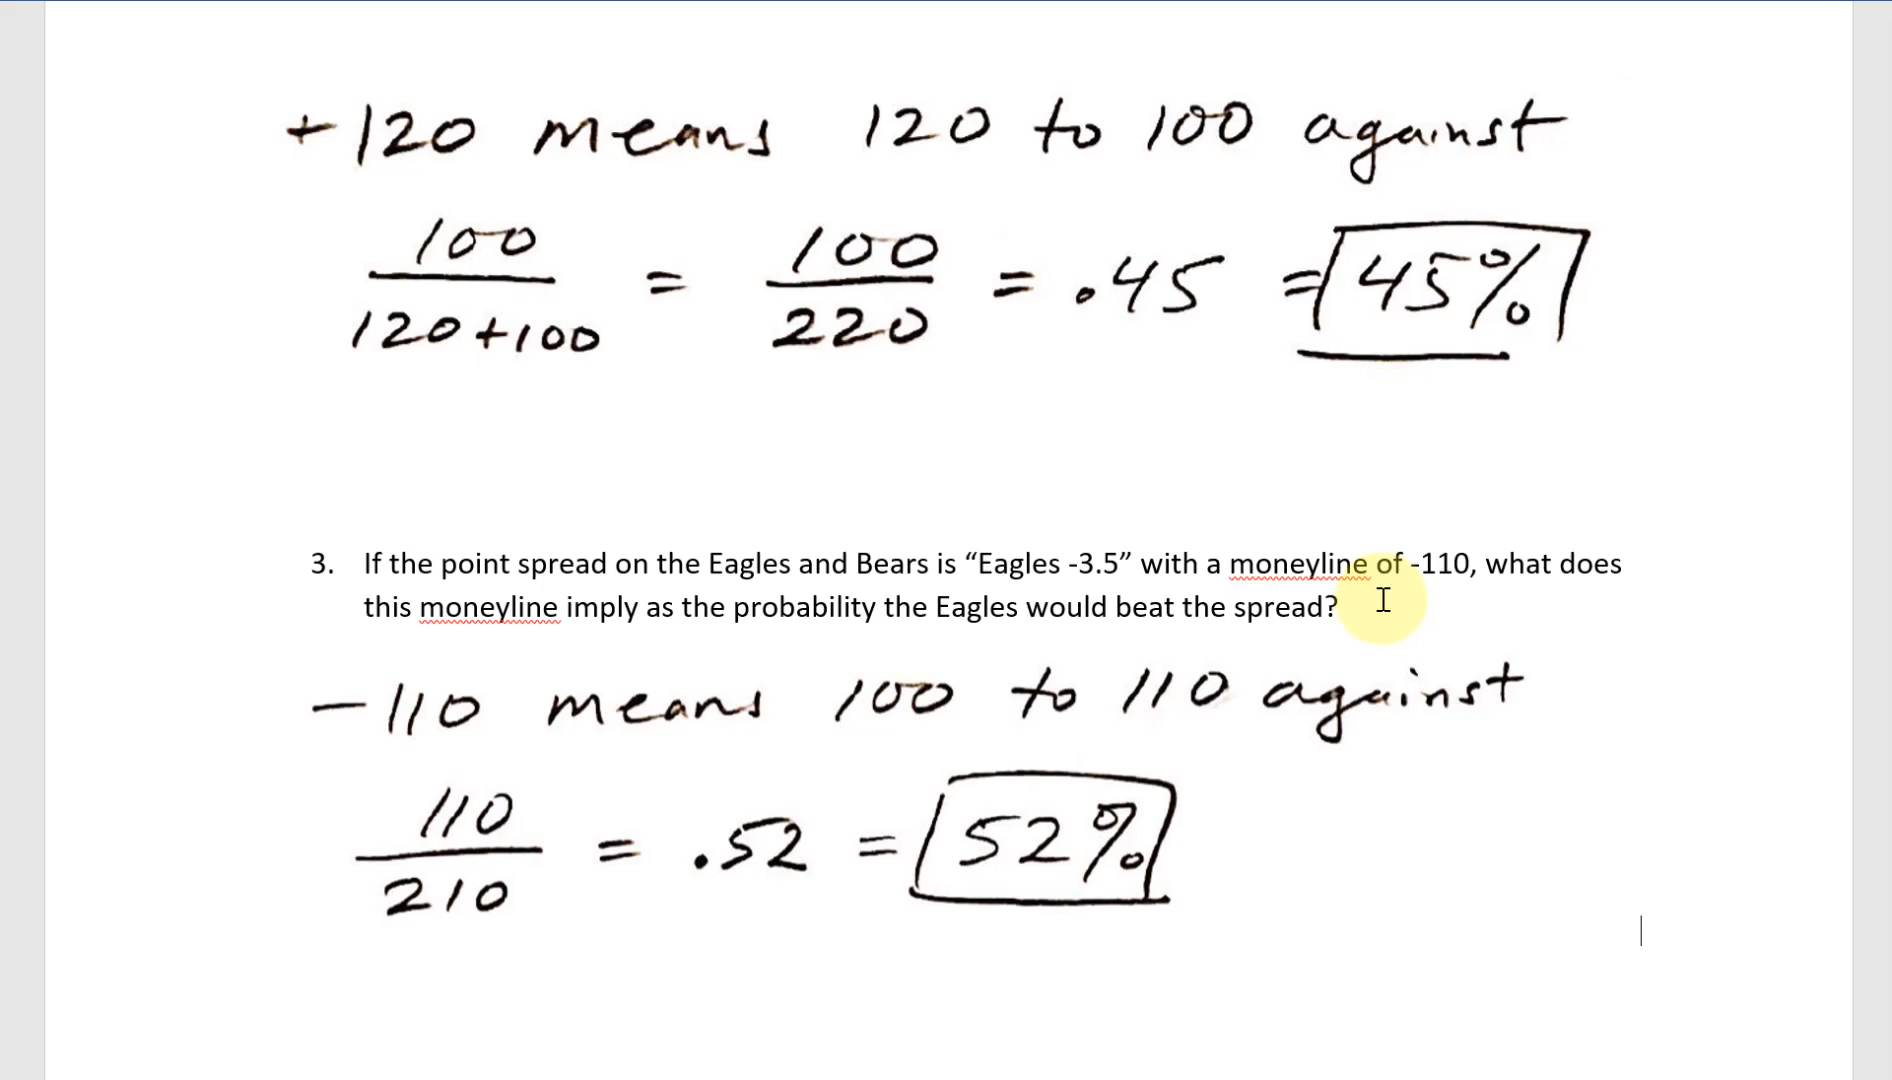 +120 means 120 to 100 against
100 / 120+100 = 100 / 220 = .45 = 45%
3. If the point spread on the Eagles and Bears is “Eagles -3.5” with a moneyline of -110, what does
this moneyline imply as the probability the Eagles would beat the spread?
-110 means 100 to 110 against
110 / 210 = .52 = 52%